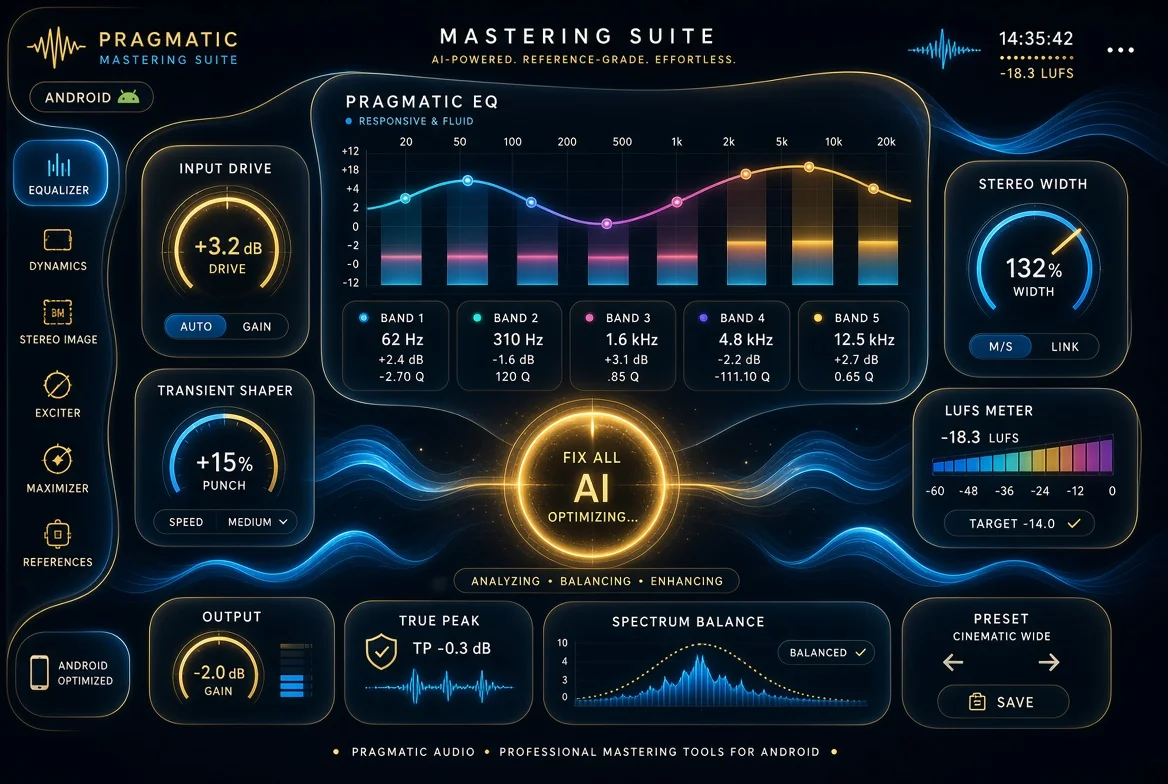 PRAGMATIC
MASTERING SUITE
ANDROID
MASTERING SUITE
AI-POWERED. REFERENCE-GRADE. EFFORTLESS.
14:35:42
-18.3 LUFS
EQUALIZER
DYNAMICS
BM
STEREO IMAGE
EXCITER
MAXIMIZER
REFERENCES
ANDROID
OPTIMIZED
INPUT DRIVE
+3.2 dB
DRIVE
AUTO GAIN
TRANSIENT SHAPER
+15%
PUNCH
SPEED MEDIUM
PRAGMATIC EQ
RESPONSIVE & FLUID
20 50 100 200 500 1k 2k 5k 10k 20k
+12
+18
+4
2
0
-2
-0
-12
BAND 1
62 Hz
+2.4 dB
-2.70 Q
BAND 2
310 Hz
-1.6 dB
120 Q
BAND 3
1.6 kHz
+3.1 dB
.85 Q
BAND 4
4.8 kHz
-2.2 dB
-111.10 Q
BAND 5
12.5 kHz
+2.7 dB
0.65 Q
FIX ALL
AI
OPTIMIZING...
ANALYZING • BALANCING • ENHANCING
STEREO WIDTH
132%
WIDTH
M/S LINK
LUFS METER
-18.3 LUFS
-60 -48 -36 -24 -12 0
TARGET -14.0
OUTPUT
-2.0 dB
GAIN
TRUE PEAK
TP -0.3 dB
SPECTRUM BALANCE
10
4
3
0
BALANCED
PRESET
CINEMATIC WIDE
SAVE
• PRAGMATIC AUDIO • PROFESSIONAL MASTERING TOOLS FOR ANDROID •